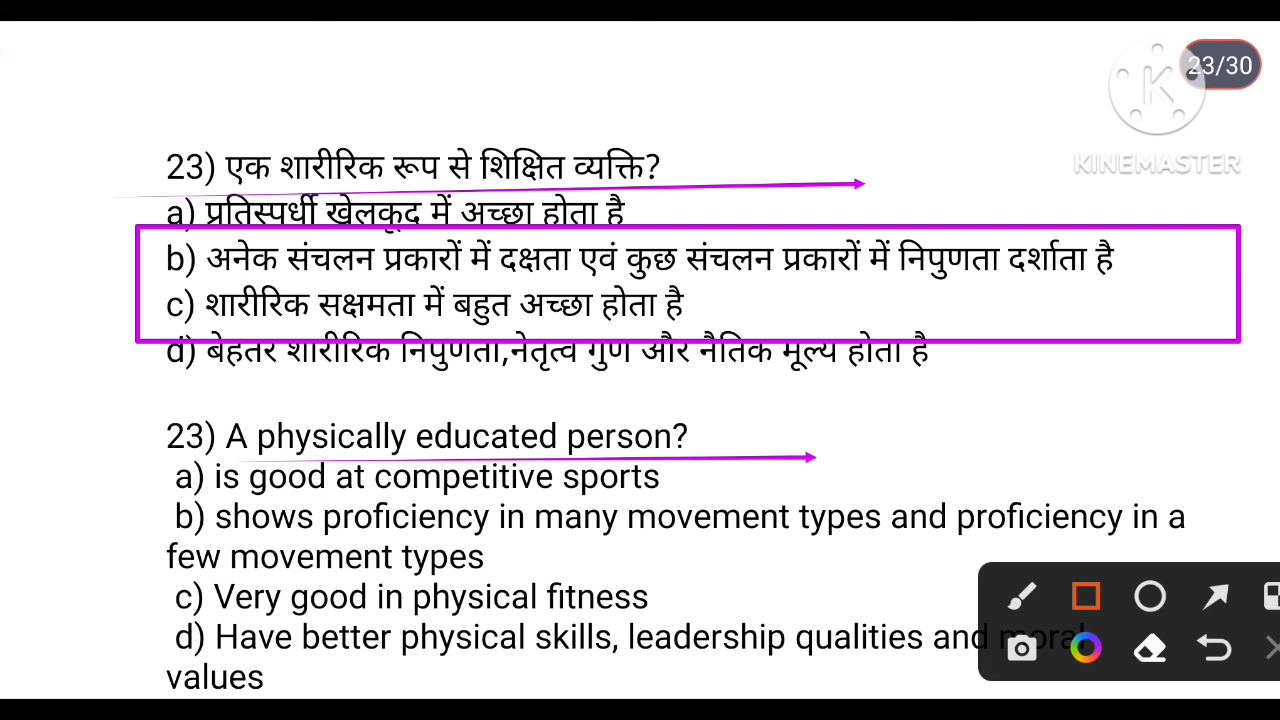 23/30
KINEMASTER
23) एक शारीरिक रूप से शिक्षित व्यक्ति?
a) प्रतिस्पर्धी खेलकूद में अच्छा होता है
b) अनेक संचलन प्रकारों में दक्षता एवं कुछ संचलन प्रकारों में निपुणता दर्शाता है
c) शारीरिक सक्षमता में बहुत अच्छा होता है
d) बेहतर शारीरिक निपुणता,नेतृत्व गुण और नैतिक मूल्य होता है
23) A physically educated person?
a) is good at competitive sports
b) shows proficiency in many movement types and proficiency in a
few movement types
c) Very good in physical fitness
d) Have better physical skills, leadership qualities and moral
values